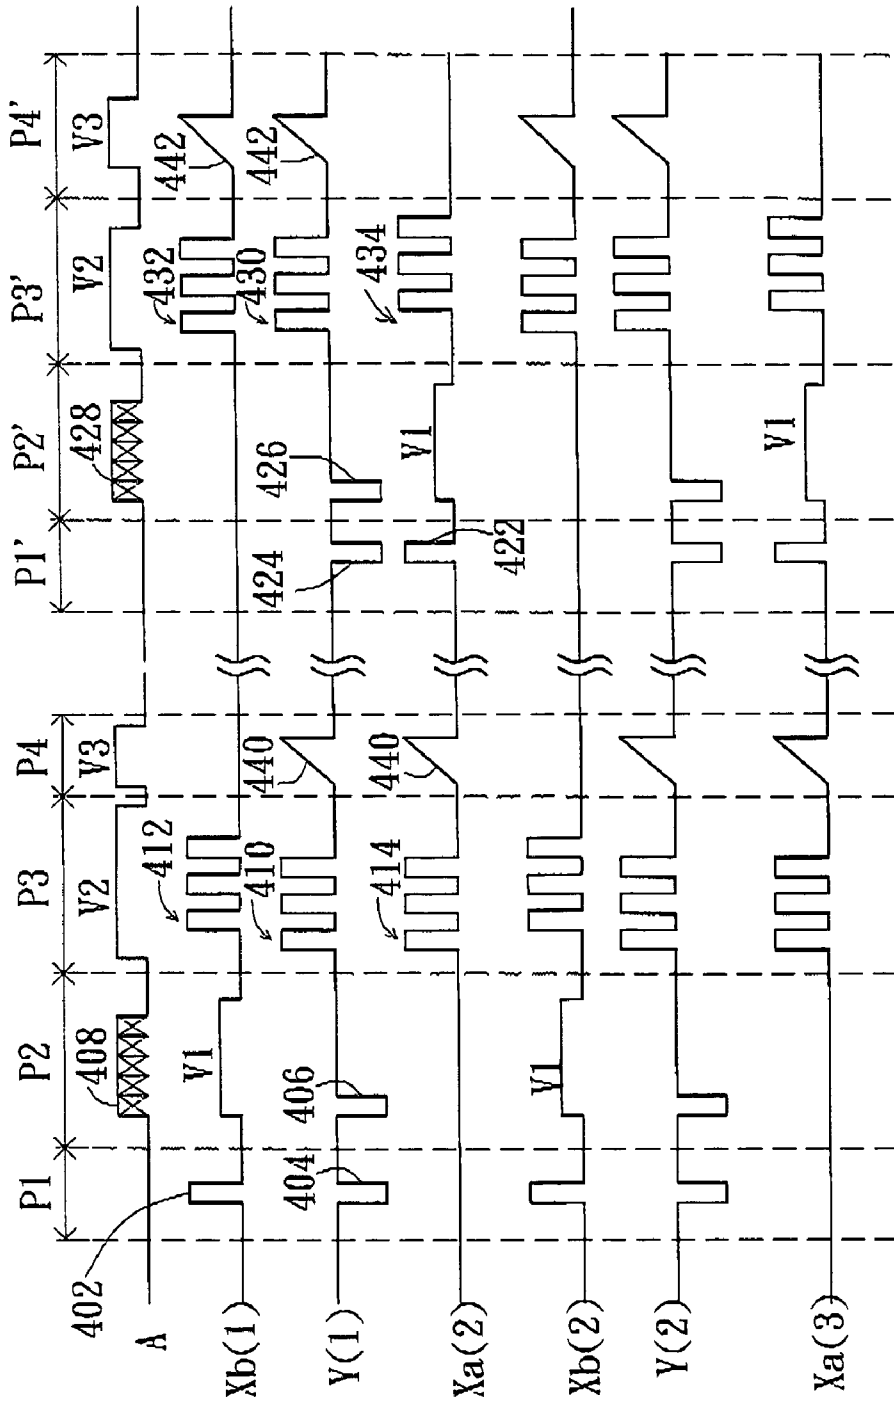 P1 P2 P3 P4 P1' P2' P3' P4'
402 408 V2 V3 428 V2 V3
A
V1 412 432 442
Xb(1)
404 406 410 440 424 426 430 442
Y(1)
414 440 422 V1 434
Xa(2)
V1
Xb(2)
Y(2)
V1
Xa(3)